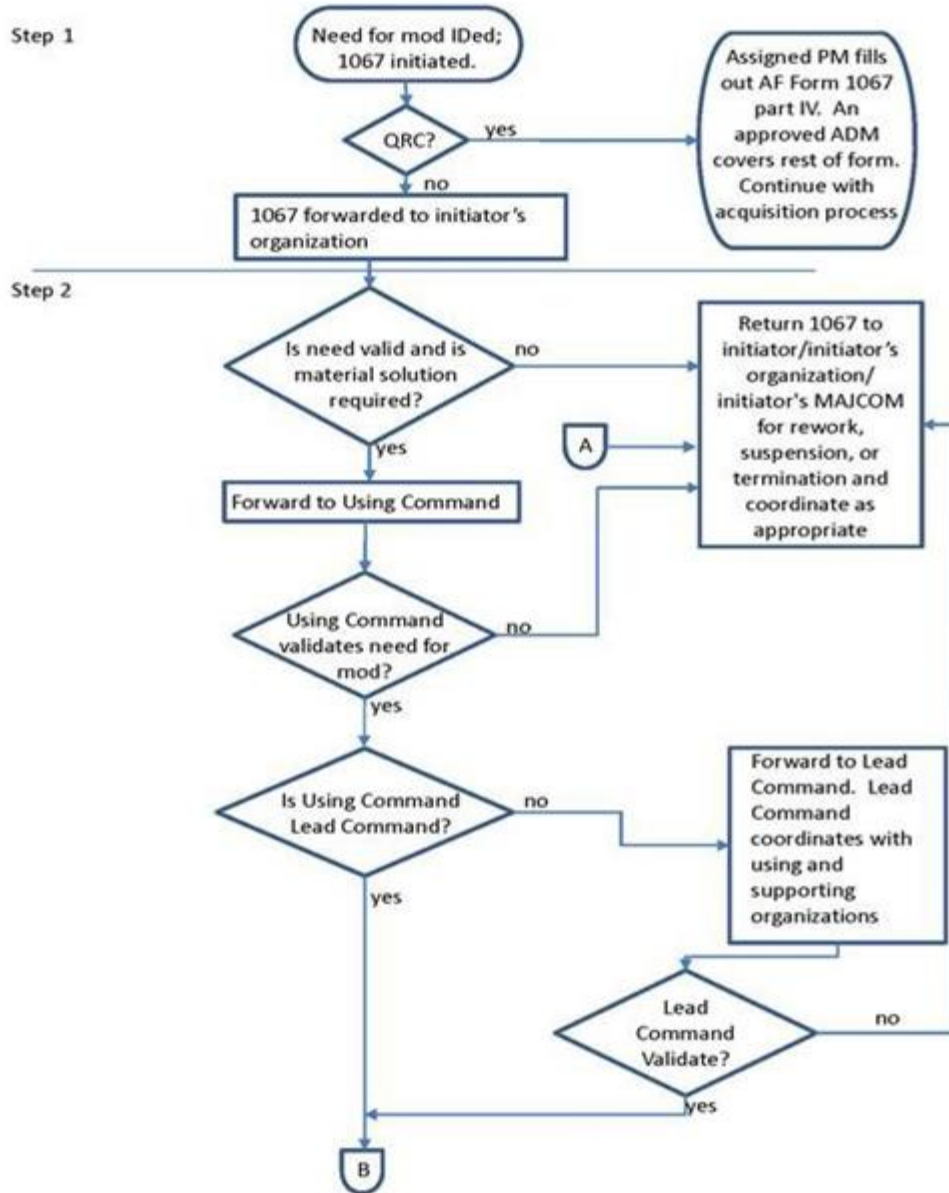 Step 1
Need for mod IDed;
1067 initiated.
QRC?
yes
no
Assigned PM fills
out AF Form 1067
part IV. An
approved ADM
covers rest of form.
Continue with
acquisition process
1067 forwarded to initiator's
organization
Step 2
Is need valid and is
material solution
required?
no
yes
Return 1067 to
initiator/initiator's
organization/
initiator's MAJCOM
for rework,
suspension, or
termination and
coordinate as
appropriate
A
Forward to Using Command
Using Command
validates need for
mod?
no
yes
Is Using Command
Lead Command?
no
yes
Forward to Lead
Command. Lead
Command
coordinates with
using and
supporting
organizations
Lead
Command
Validate?
no
yes
B